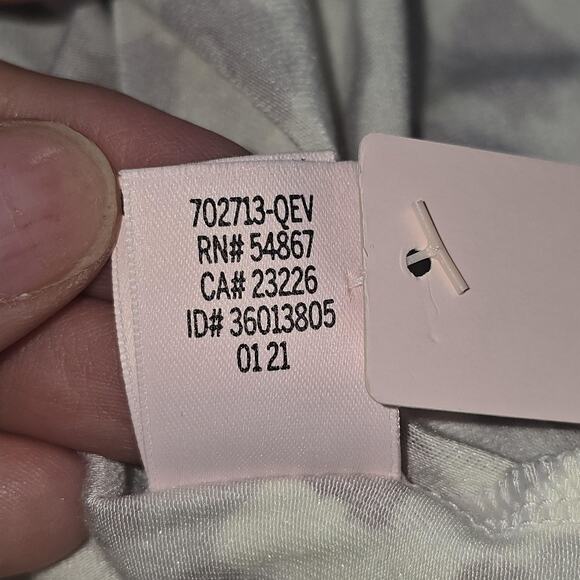 702713-QEV
RN# 54867
CA# 23226
ID# 36013805
01 21